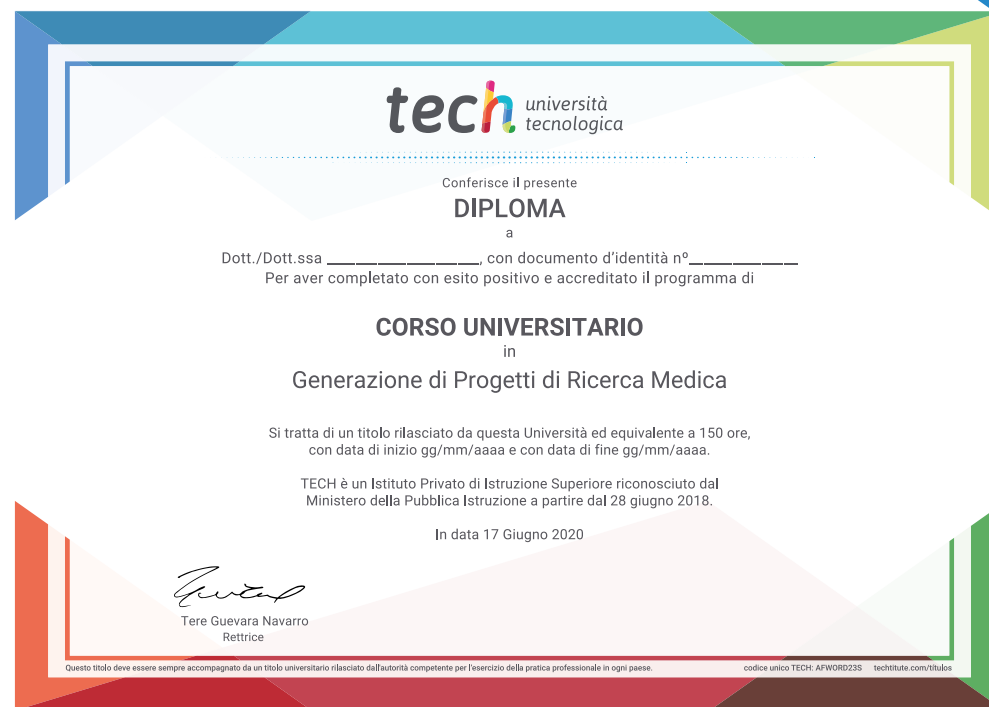 tech università
tecnologica
Conferisce il presente
DIPLOMA
a
Dott./Dott.ssa __________________, con documento d'identità nº_____________
Per aver completato con esito positivo e accreditato il programma di
CORSO UNIVERSITARIO
in
Generazione di Progetti di Ricerca Medica
Si tratta di un titolo rilasciato da questa Università ed equivalente a 150 ore,
con data di inizio gg/mm/aaaa e con data di fine gg/mm/aaaa.
TECH è un Istituto Privato di Istruzione Superiore riconosciuto dal
Ministero della Pubblica Istruzione a partire dal 28 giugno 2018.
In data 17 Giugno 2020
Tere Guevara Navarro
Rettrice
Questo titolo deve essere sempre accompagnato da un titolo universitario rilasciato dall'autorità competente per l'esercizio della pratica professionale in ogni paese. codice unico TECH: AFWORD23S techtitute.com/títulos